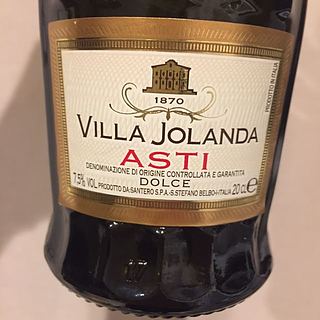 1870
VILLA JOLANDA
ASTI
DENOMINAZIONE DI ORIGINE CONTROLLATA E GARANTITA
DOLCE
7,5% VOL PRODOTTO DA: SANTERO S.P.A.-S.STEFANO BELBO-ITALIA 20 cl e
PRODOTTO IN ITALIA